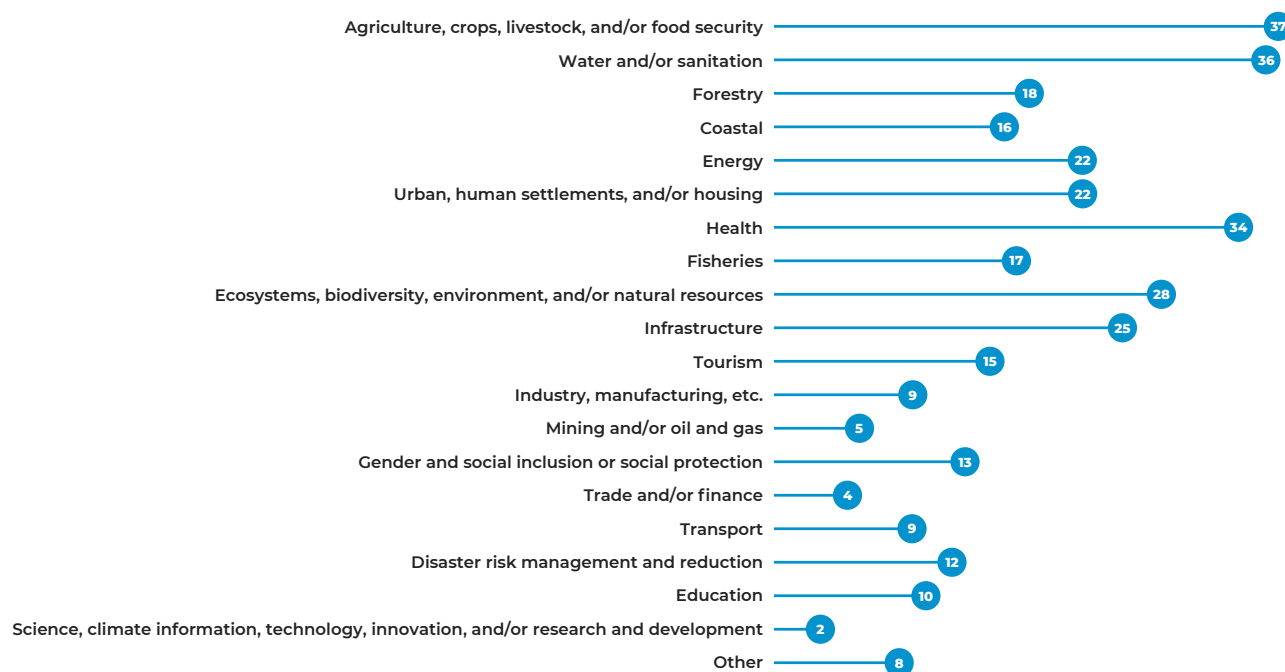 Agriculture, crops, livestock, and/or food security 37
Water and/or sanitation 36
Forestry 18
Coastal 16
Energy 22
Urban, human settlements, and/or housing 22
Health 34
Fisheries 17
Ecosystems, biodiversity, environment, and/or natural resources 28
Infrastructure 25
Tourism 15
Industry, manufacturing, etc. 9
Mining and/or oil and gas 5
Gender and social inclusion or social protection 13
Trade and/or finance 4
Transport 9
Disaster risk management and reduction 12
Education 10
Science, climate information, technology, innovation, and/or research and development 2
Other 8